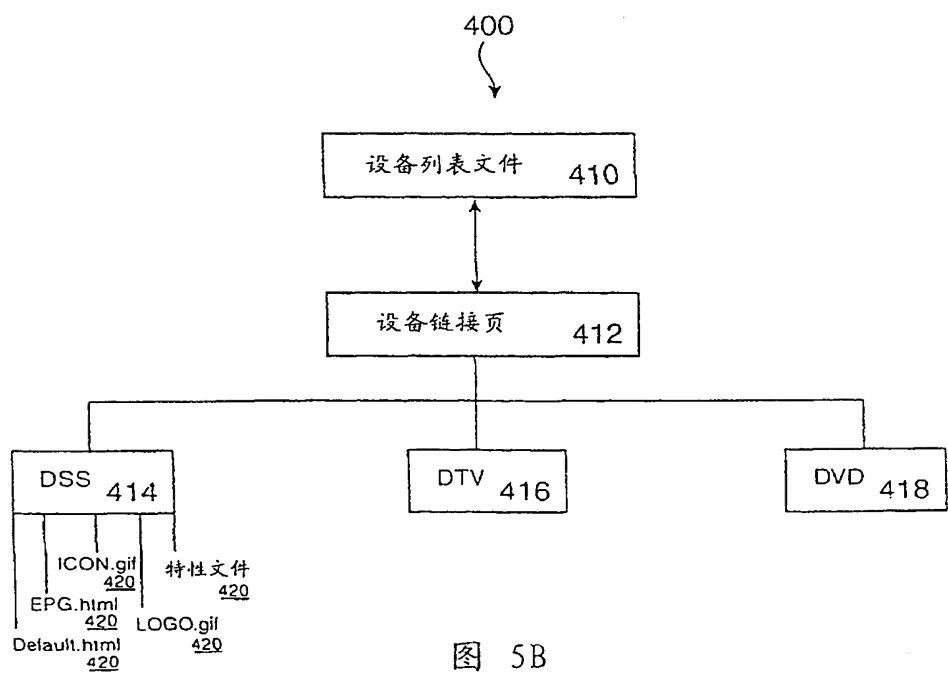 400
设备列表文件 410
设备链接页 412
DSS 414
DTV 416
DVD 418
ICON.gif
420
特性文件
420
EPG.html
420
LOGO.gif
420
Default.html
420
图 5B